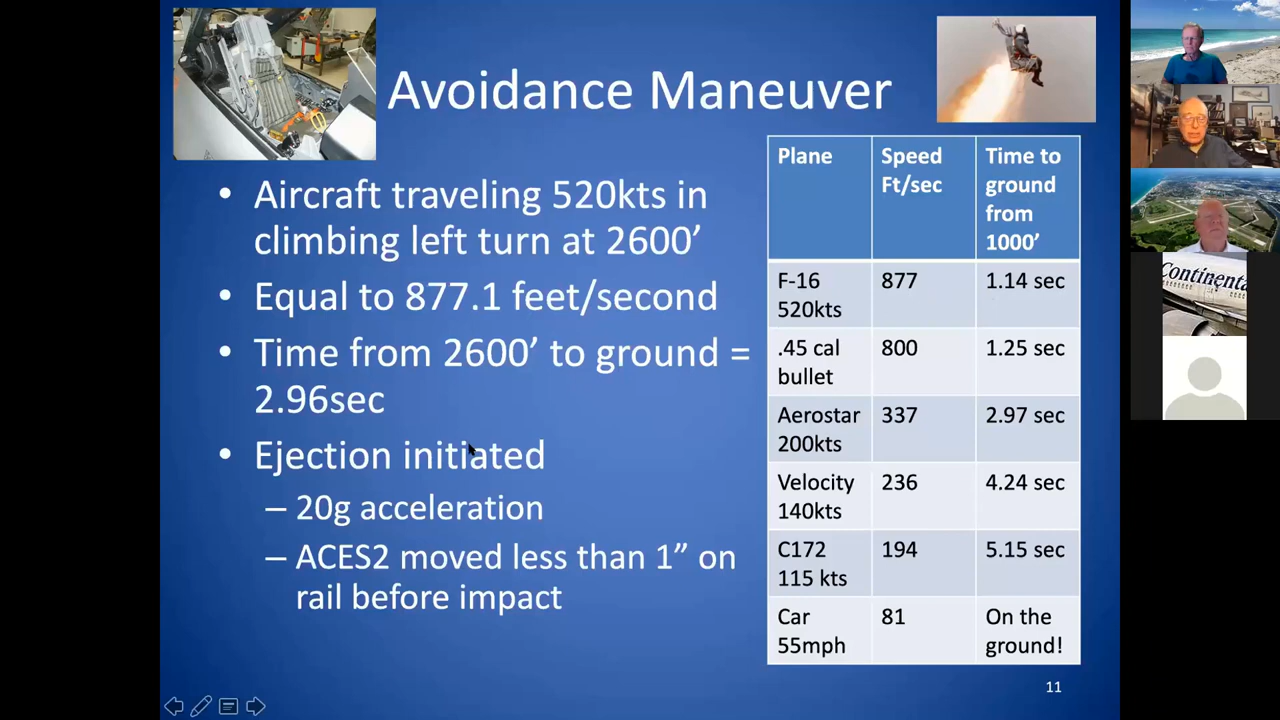 Avoidance Maneuver
• Aircraft traveling 520kts in
climbing left turn at 2600’
• Equal to 877.1 feet/second
• Time from 2600’ to ground =
2.96sec
• Ejection initiated
– 20g acceleration
– ACES2 moved less than 1” on
rail before impact
Plane
Speed
Ft/sec
Time to
ground
from
1000’
F-16
520kts
877
1.14 sec
.45 cal
bullet
800
1.25 sec
Aerostar
200kts
337
2.97 sec
Velocity
140kts
236
4.24 sec
C172
115 kts
194
5.15 sec
Car
55mph
81
On the
ground!
11
Continenta